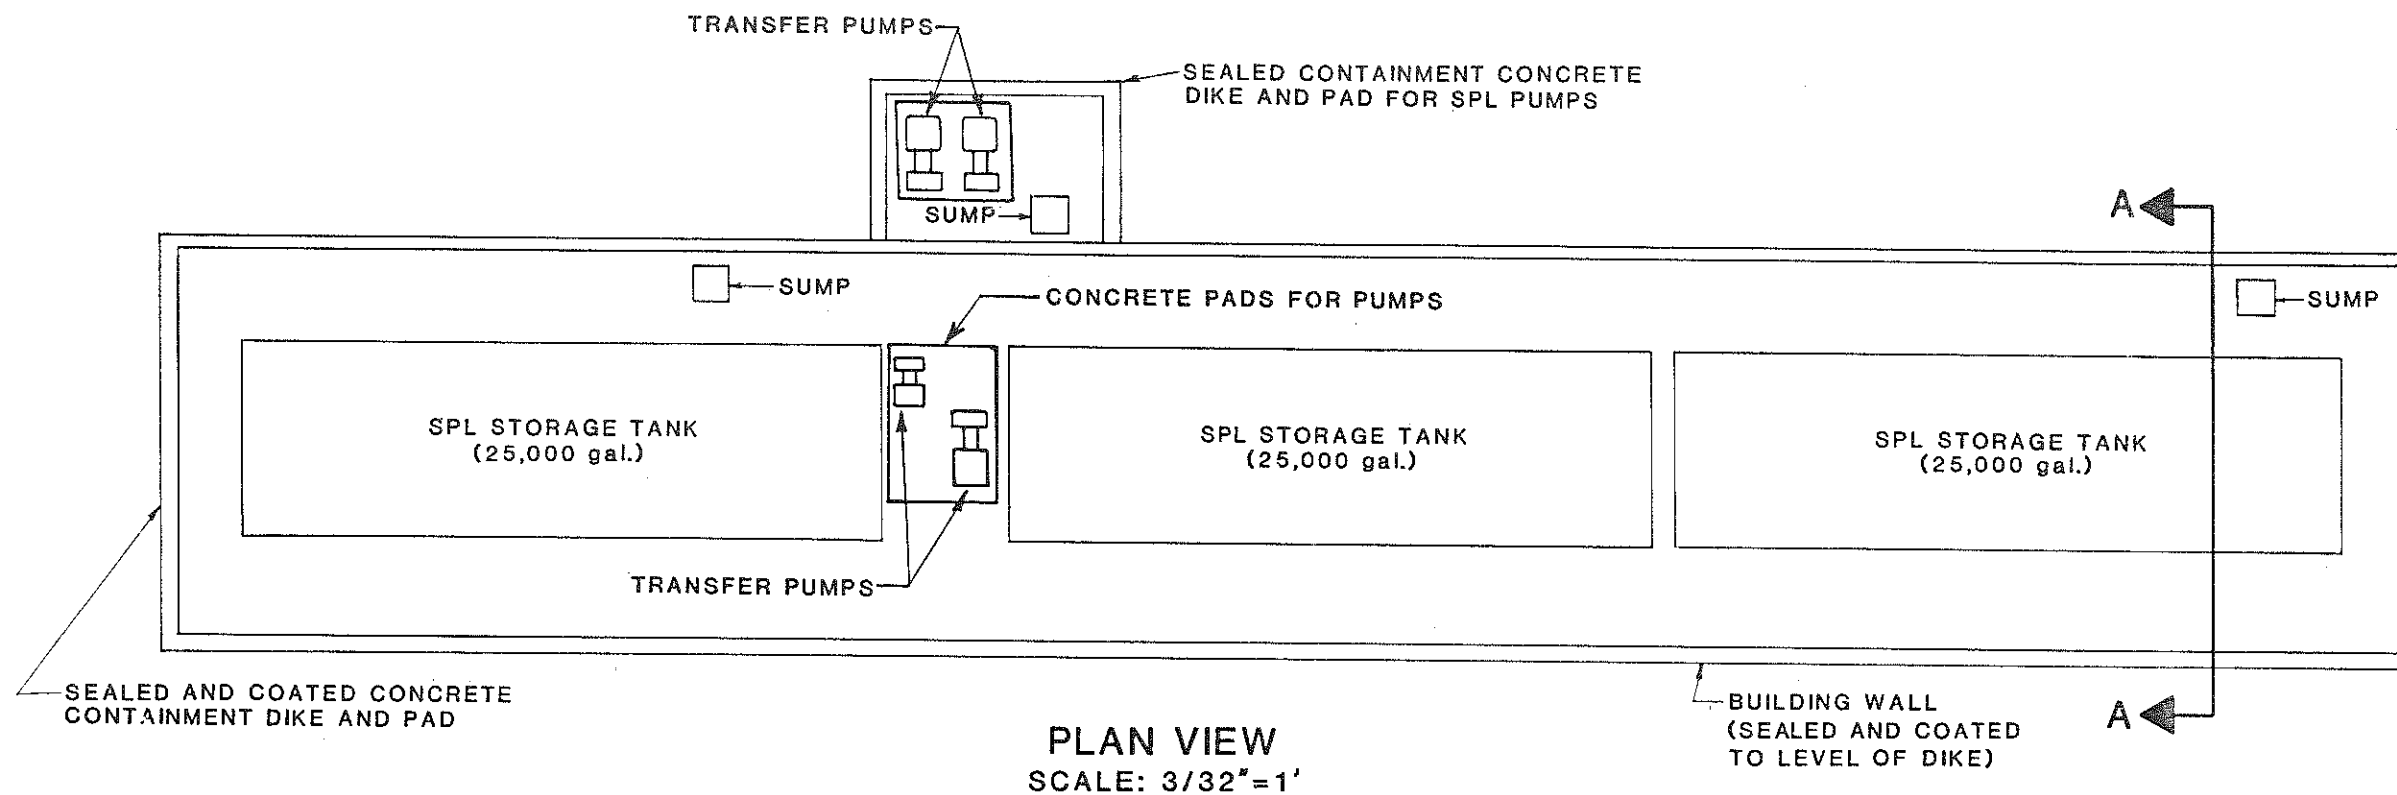 TRANSFER PUMPS
SEALED CONTAINMENT CONCRETE
DIKE AND PAD FOR SPL PUMPS
A
SUMP
SUMP
CONCRETE PADS FOR PUMPS
SUMP
SPL STORAGE TANK
(25,000 gal.)
SPL STORAGE TANK
(25,000 gal.)
SPL STORAGE TANK
(25,000 gal.)
TRANSFER PUMPS
SEALED AND COATED CONCRETE
CONTAINMENT DIKE AND PAD
BUILDING WALL
(SEALED AND COATED
TO LEVEL OF DIKE)
A
PLAN VIEW
SCALE: 3/32"=1'